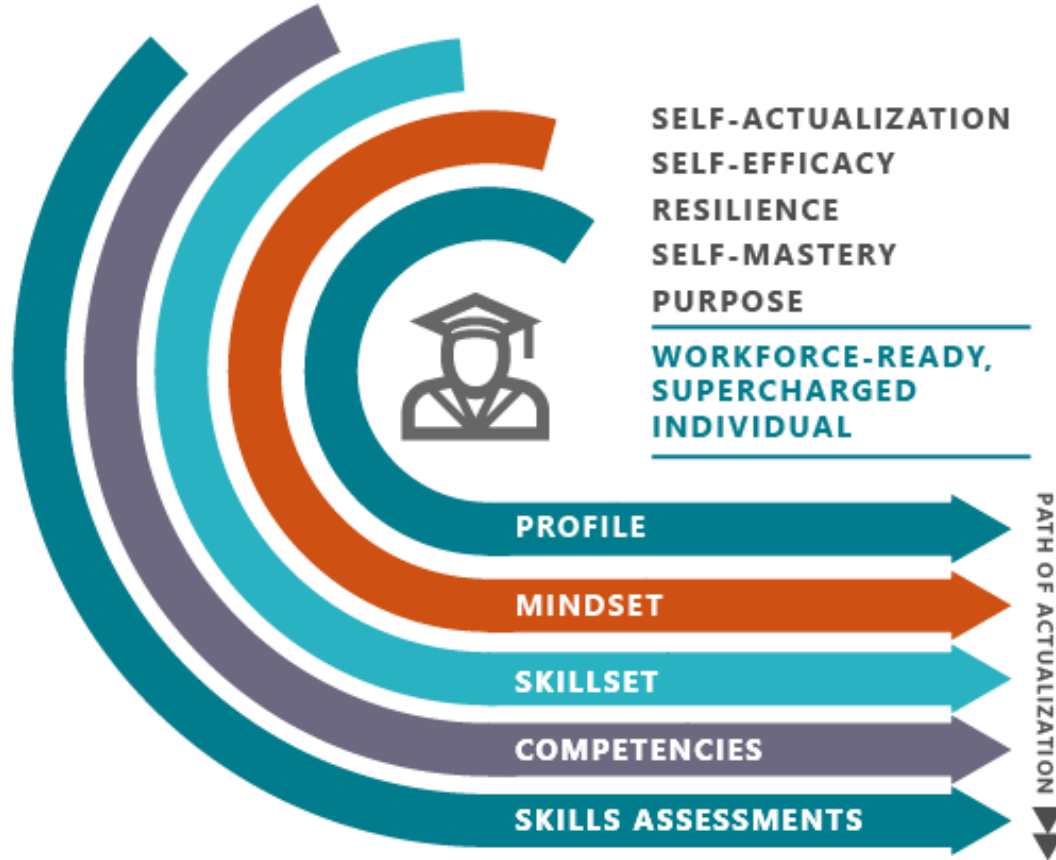 SELF-ACTUALIZATION
SELF-EFFICACY
RESILIENCE
SELF-MASTERY
PURPOSE
WORKFORCE-READY,
SUPERCHARGED
INDIVIDUAL
PROFILE
MINDSET
SKILLSET
COMPETENCIES
SKILLS ASSESSMENTS
PATH OF ACTUALIZATION